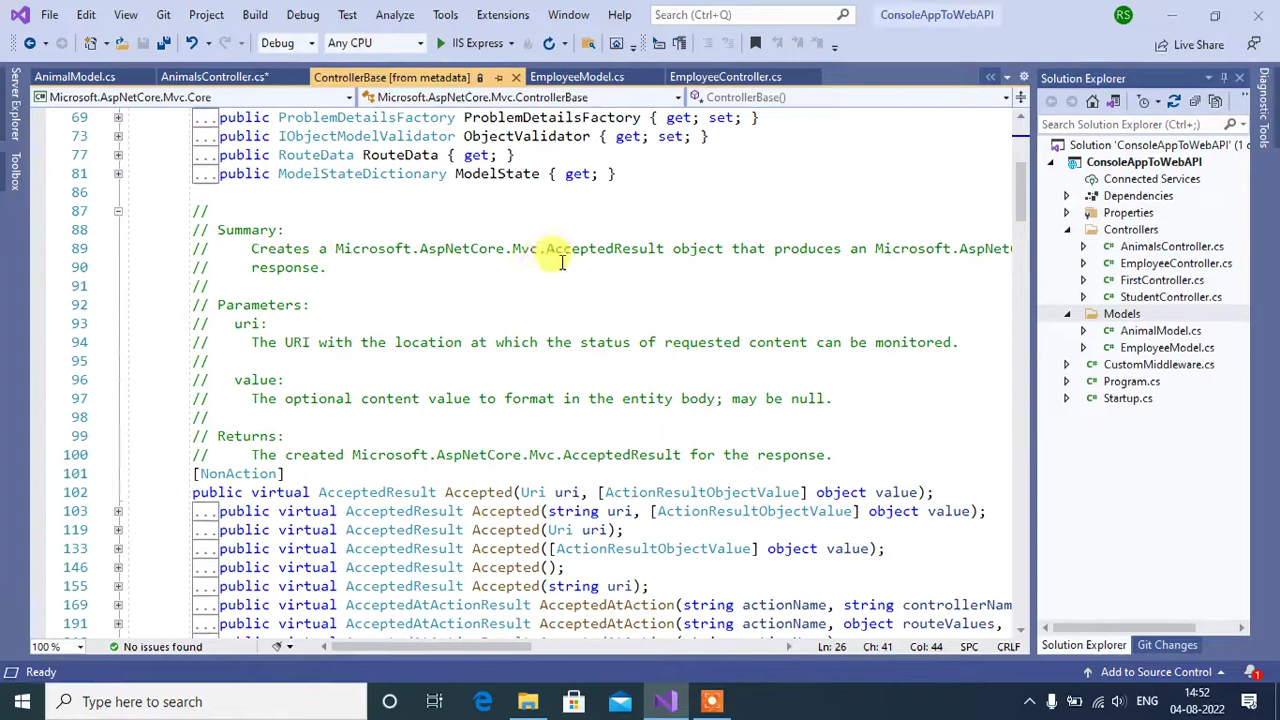 File Edit View Git Project Build Debug Test Analyze Tools Extensions Window Help Search (Ctrl+Q) ConsoleAppToWebAPI RS
Debug Any CPU IIS Express Live Share
AnimalModel.cs AnimalsController.cs* ControllerBase [from metadata] EmployeeModel.cs EmployeeController.cs
Microsoft.AspNetCore.Mvc.Core Microsoft.AspNetCore.Mvc.ControllerBase ControllerBase()
Server Explorer
Toolbox
69 ...public ProblemDetailsFactory ProblemDetailsFactory { get; set; }
73 ...public IObjectModelValidator ObjectValidator { get; set; }
77 ...public RouteData RouteData { get; }
81 ...public ModelStateDictionary ModelState { get; }
86
87 //
88 // Summary:
89 // Creates a Microsoft.AspNetCore.Mvc.AcceptedResult object that produces an Microsoft.AspNetC
90 // response.
91 //
92 // Parameters:
93 // uri:
94 // The URI with the location at which the status of requested content can be monitored.
95 //
96 // value:
97 // The optional content value to format in the entity body; may be null.
98 //
99 // Returns:
100 // The created Microsoft.AspNetCore.Mvc.AcceptedResult for the response.
101 [NonAction]
102 public virtual AcceptedResult Accepted(Uri uri, [ActionResultObjectValue] object value);
103 ...public virtual AcceptedResult Accepted(string uri, [ActionResultObjectValue] object value);
119 ...public virtual AcceptedResult Accepted(Uri uri);
133 ...public virtual AcceptedResult Accepted([ActionResultObjectValue] object value);
146 ...public virtual AcceptedResult Accepted();
155 ...public virtual AcceptedResult Accepted(string uri);
169 ...public virtual AcceptedAtActionResult AcceptedAtAction(string actionName, string controllerNam
191 ...public virtual AcceptedAtActionResult AcceptedAtAction(string actionName, object routeValues,
100 % No issues found Ln: 26 Ch: 41 Col: 44 SPC CRLF
Solution Explorer
Search Solution Explorer (Ctrl+;)
Solution 'ConsoleAppToWebAPI' (1 o
ConsoleAppToWebAPI
Connected Services
Dependencies
Properties
Controllers
AnimalsController.cs
EmployeeController.cs
FirstController.cs
StudentController.cs
Models
AnimalModel.cs
EmployeeModel.cs
CustomMiddleware.cs
Program.cs
Startup.cs
Solution Explorer Git Changes
Diagnostic Tools
Ready Add to Source Control 1
Type here to search ENG 14:52
04-08-2022